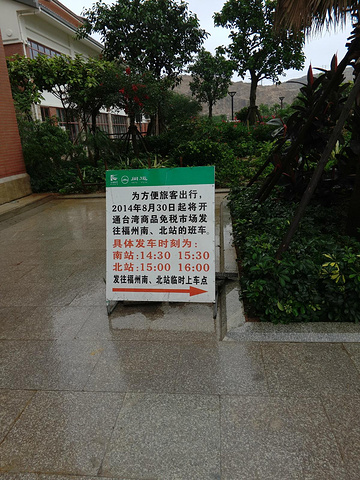 闽运
为方便旅客出行，
2014年8月30日起将开
通台湾商品免税市场发
往福州南、北站的班车。
具体发车时刻为：
南站:14:30 15:30
北站:15:00 16:00
发往福州南、北站临时上车点